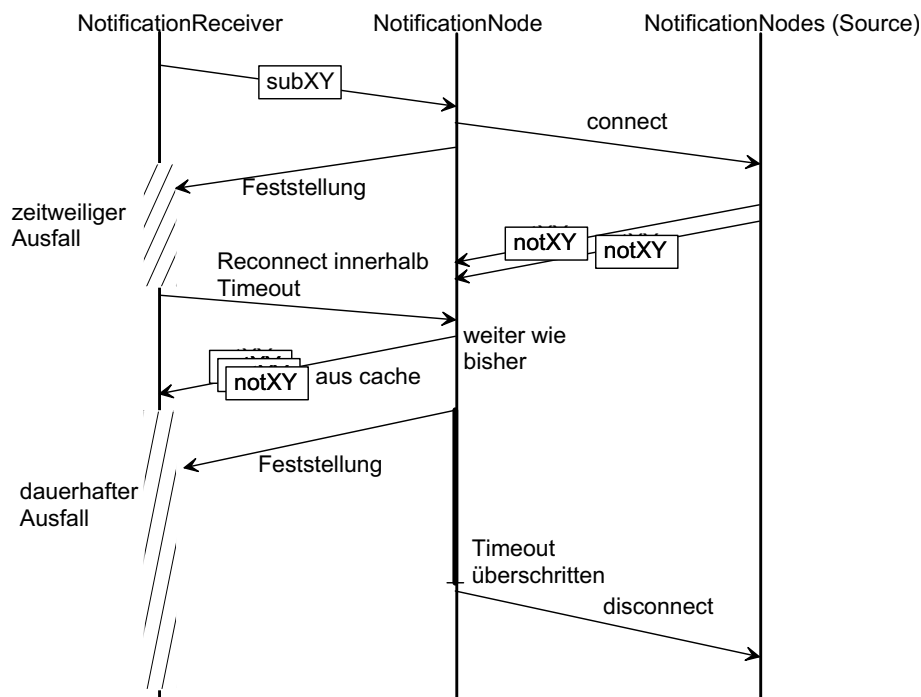 NotificationReceiver
NotificationNode
NotificationNodes (Source)
subXY
connect
Feststellung
zeitweiliger
Ausfall
notXY
notXY
Reconnect innerhalb
Timeout
weiter wie
bisher
notXY
aus cache
Feststellung
dauerhafter
Ausfall
Timeout
überschritten
disconnect